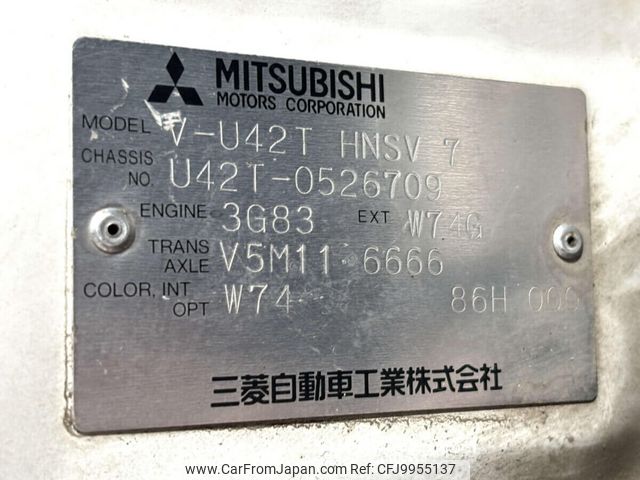 MITSUBISHI
MOTORS CORPORATION
MODEL V-U42T HNSV 7
CHASSIS NO. U42T-0526709
ENGINE 3G83 EXT W74G
TRANS AXLE V5M11 6666
COLOR, INT OPT W74 86H 000
三菱自動車工業株式会社
© CarFromJapan.com - Ref No CFJ9955137